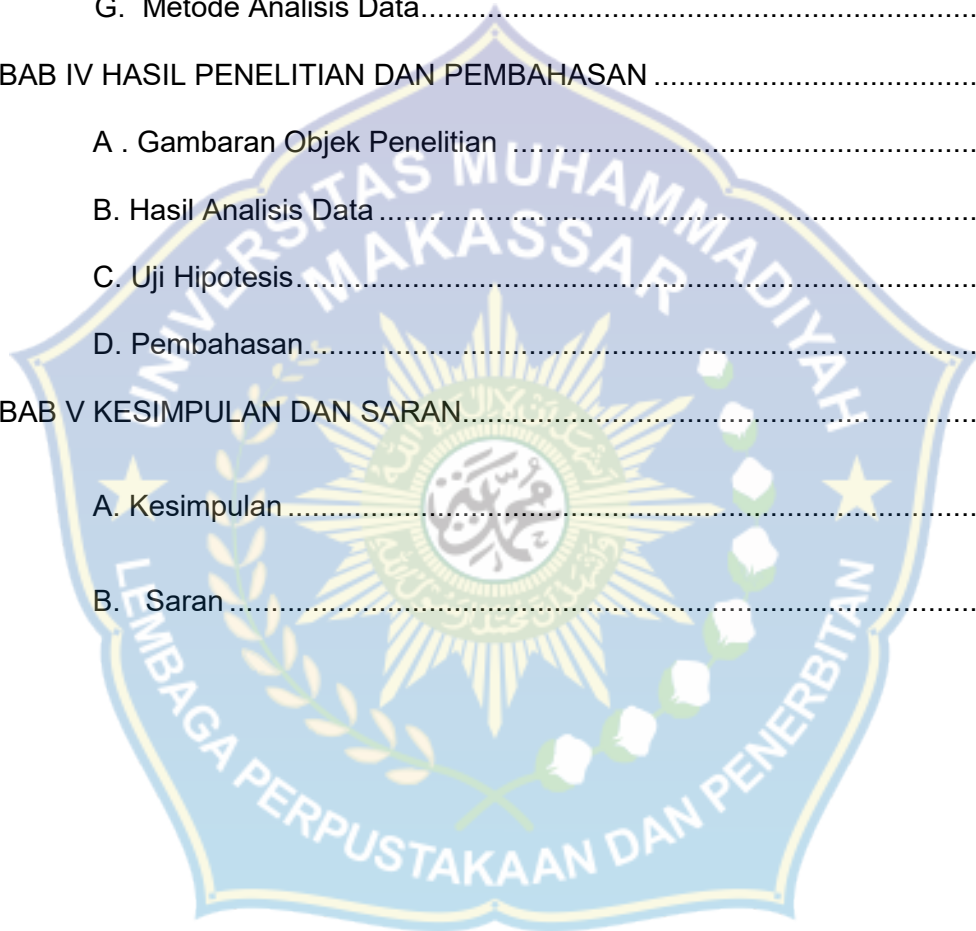 G. Metode Analisis Data........................................................................
BAB IV HASIL PENELITIAN DAN PEMBAHASAN ........................................
A . Gambaran Objek Penelitian .........................................................
B. Hasil Analisis Data .........................................................................
C. Uji Hipotesis...................................................................................
D. Pembahasan..................................................................................
BAB V KESIMPULAN DAN SARAN................................................................
A. Kesimpulan ....................................................................................
B. Saran ............................................................................................
UNIVERSITAS MUHAMMADIYAH
MAKASSAR
LEMBAGA PERPUSTAKAAN DAN PENERBITAN